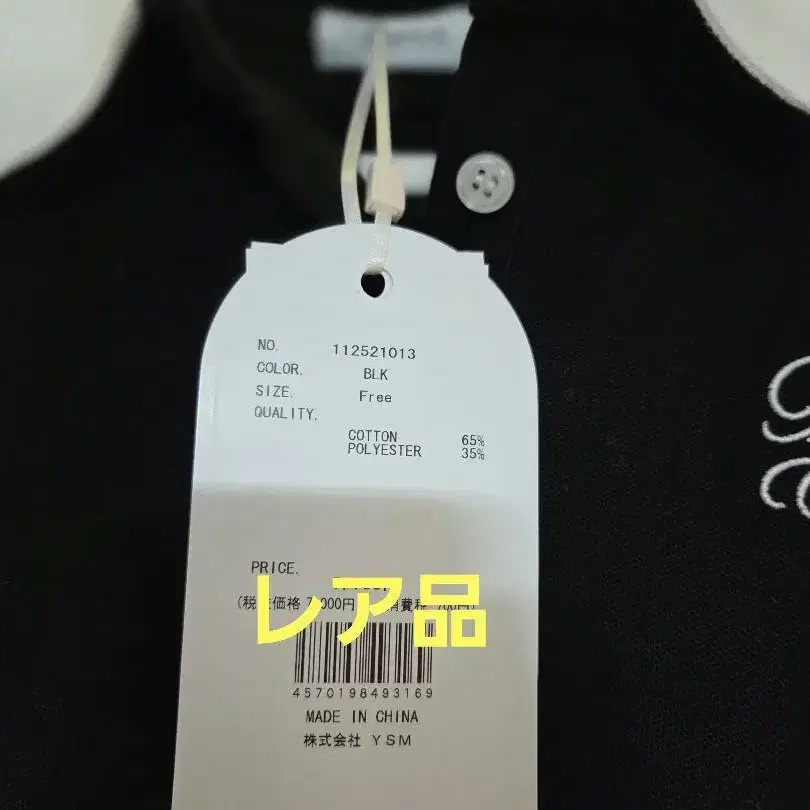 NO. 112521013
COLOR. BLK
SIZE. Free
QUALITY.
COTTON 65%
POLYESTER 35%
PRICE.
レア品
4570198493169
MADE IN CHINA
株式会社 YSM